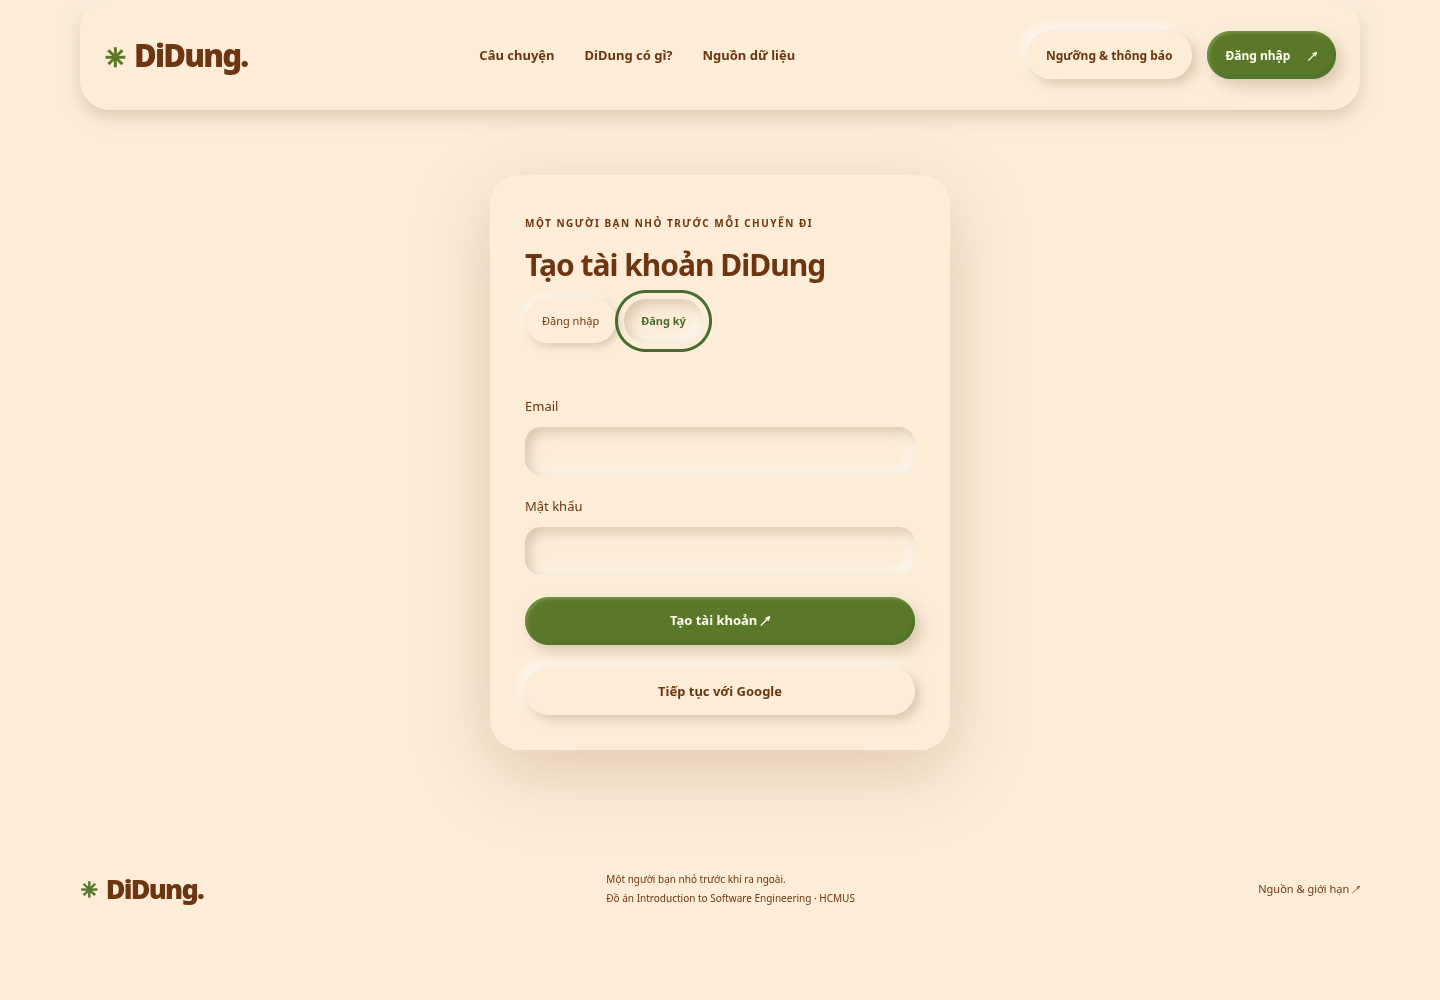 DiDung.
Câu chuyện
DiDung có gì?
Nguồn dữ liệu
Ngưỡng & thông báo
Đăng nhập ↗
MỘT NGƯỜI BẠN NHỎ TRƯỚC MỖI CHUYẾN ĐI
Tạo tài khoản DiDung
Đăng nhập
Đăng ký
Email
Mật khẩu
Tạo tài khoản ↗
Tiếp tục với Google
DiDung.
Một người bạn nhỏ trước khi ra ngoài.
Đồ án Introduction to Software Engineering · HCMUS
Nguồn & giới hạn ↗